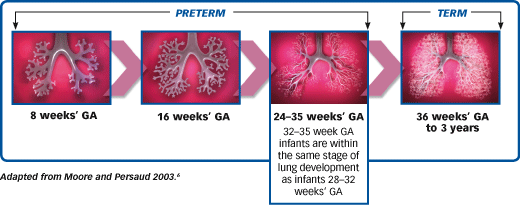 PRETERM
TERM
8 weeks’ GA
16 weeks’ GA
24–35 weeks’ GA
32–35 week GA
infants are within
the same stage of
lung development
as infants 28–32
weeks’ GA
36 weeks’ GA
to 3 years
Adapted from Moore and Persaud 2003.⁶